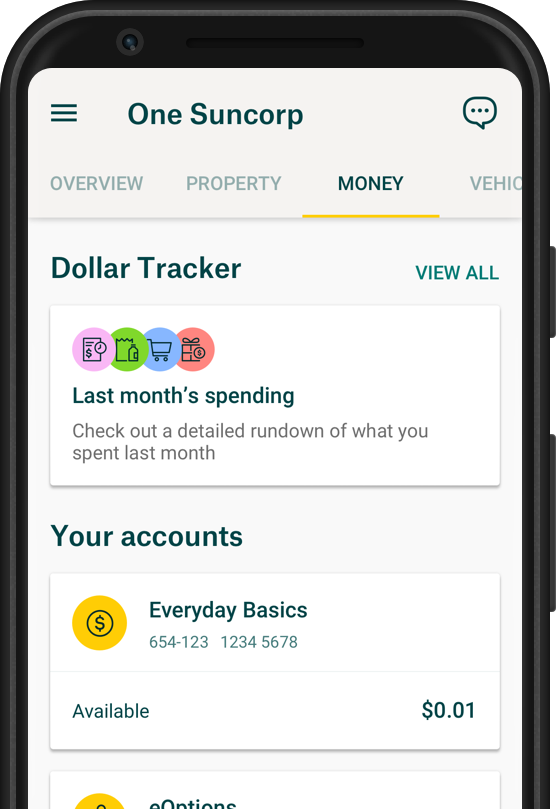 One Suncorp
OVERVIEW PROPERTY MONEY VEHIC
Dollar Tracker
VIEW ALL
Last month’s spending
Check out a detailed rundown of what you
spent last month
Your accounts
Everyday Basics
654-123 1234 5678
Available $0.01
eOptions